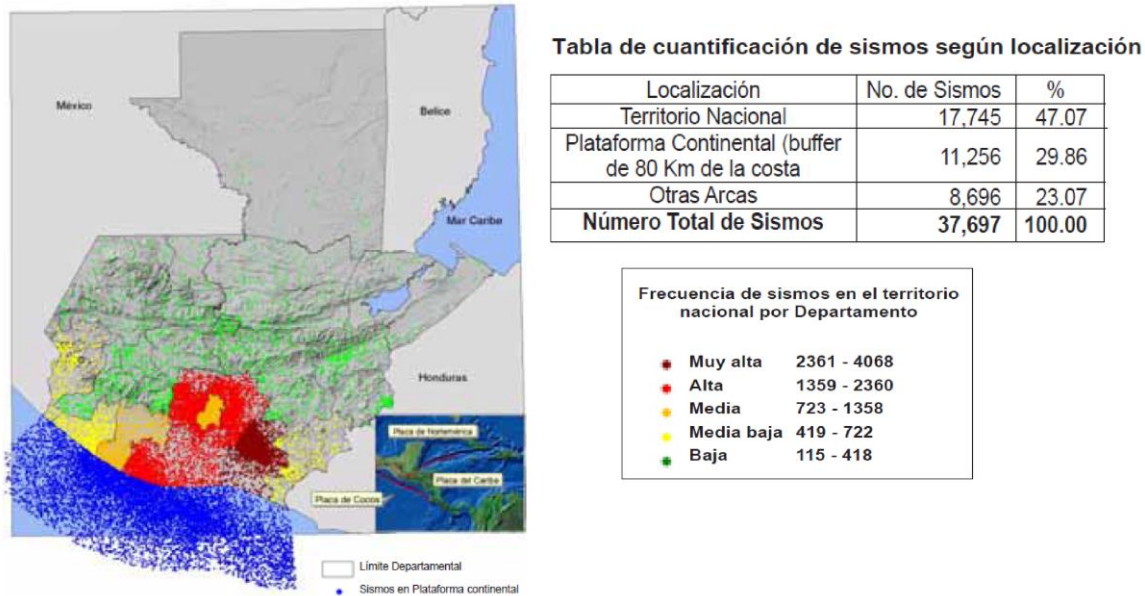 México
Belice
Mar Caribe
Honduras
Placa de Norteamérica
Placa del Caribe
Placa de Cocos
Límite Departamental
Sismos en Plataforma continental
Tabla de cuantificación de sismos según localización
Localización No. de Sismos %
Territorio Nacional 17,745 47.07
Plataforma Continental (buffer
de 80 Km de la costa 11,256 29.86
Otras Arcas 8,696 23.07
Número Total de Sismos 37,697 100.00
Frecuencia de sismos en el territorio
nacional por Departamento
Muy alta 2361 - 4068
Alta 1359 - 2360
Media 723 - 1358
Media baja 419 - 722
Baja 115 - 418